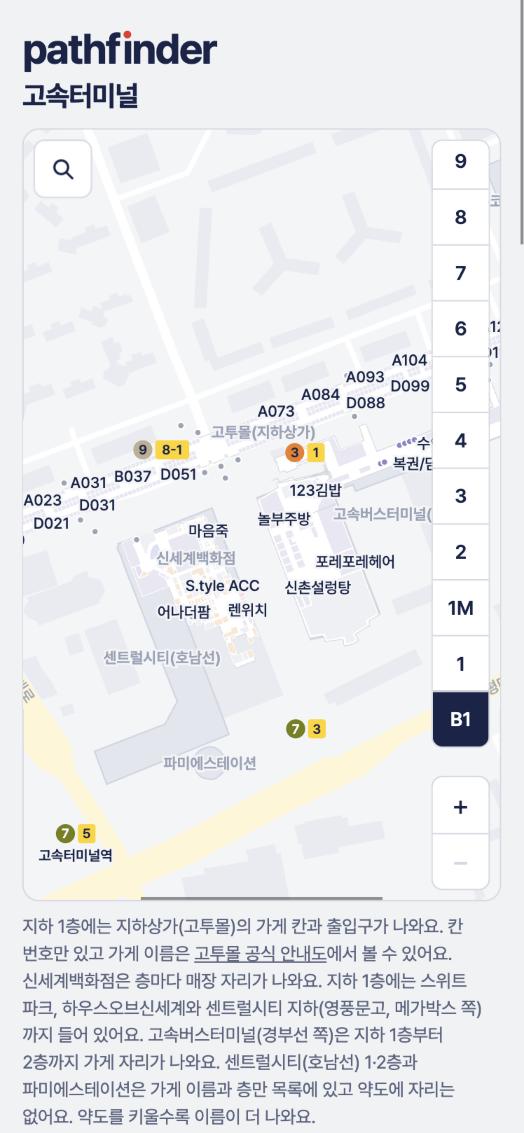 pathfinder
고속터미널
9
8
7
6
5
4
3
2
1M
1
B1
+
−
A104
A093
D099
A084
D088
A073
고투몰(지하상가)
9 8-1
3 1
A031 B037 D051
A023
D031
D021
123김밥
놀부주방
고속버스터미널(
마음죽
신세계백화점
포레포레헤어
S.tyle ACC
신촌설렁탕
어나더팜
렌위치
센트럴시티(호남선)
7 3
파미에스테이션
7 5
고속터미널역
지하 1층에는 지하상가(고투몰)의 가게 칸과 출입구가 나와요. 칸
번호만 있고 가게 이름은 고투몰 공식 안내도에서 볼 수 있어요.
신세계백화점은 층마다 매장 자리가 나와요. 지하 1층에는 스위트
파크, 하우스오브신세계와 센트럴시티 지하(영풍문고, 메가박스 쪽)
까지 들어 있어요. 고속버스터미널(경부선 쪽)은 지하 1층부터
2층까지 가게 자리가 나와요. 센트럴시티(호남선) 1·2층과
파미에스테이션은 가게 이름과 층만 목록에 있고 약도에 자리는
없어요. 약도를 키울수록 이름이 더 나와요.